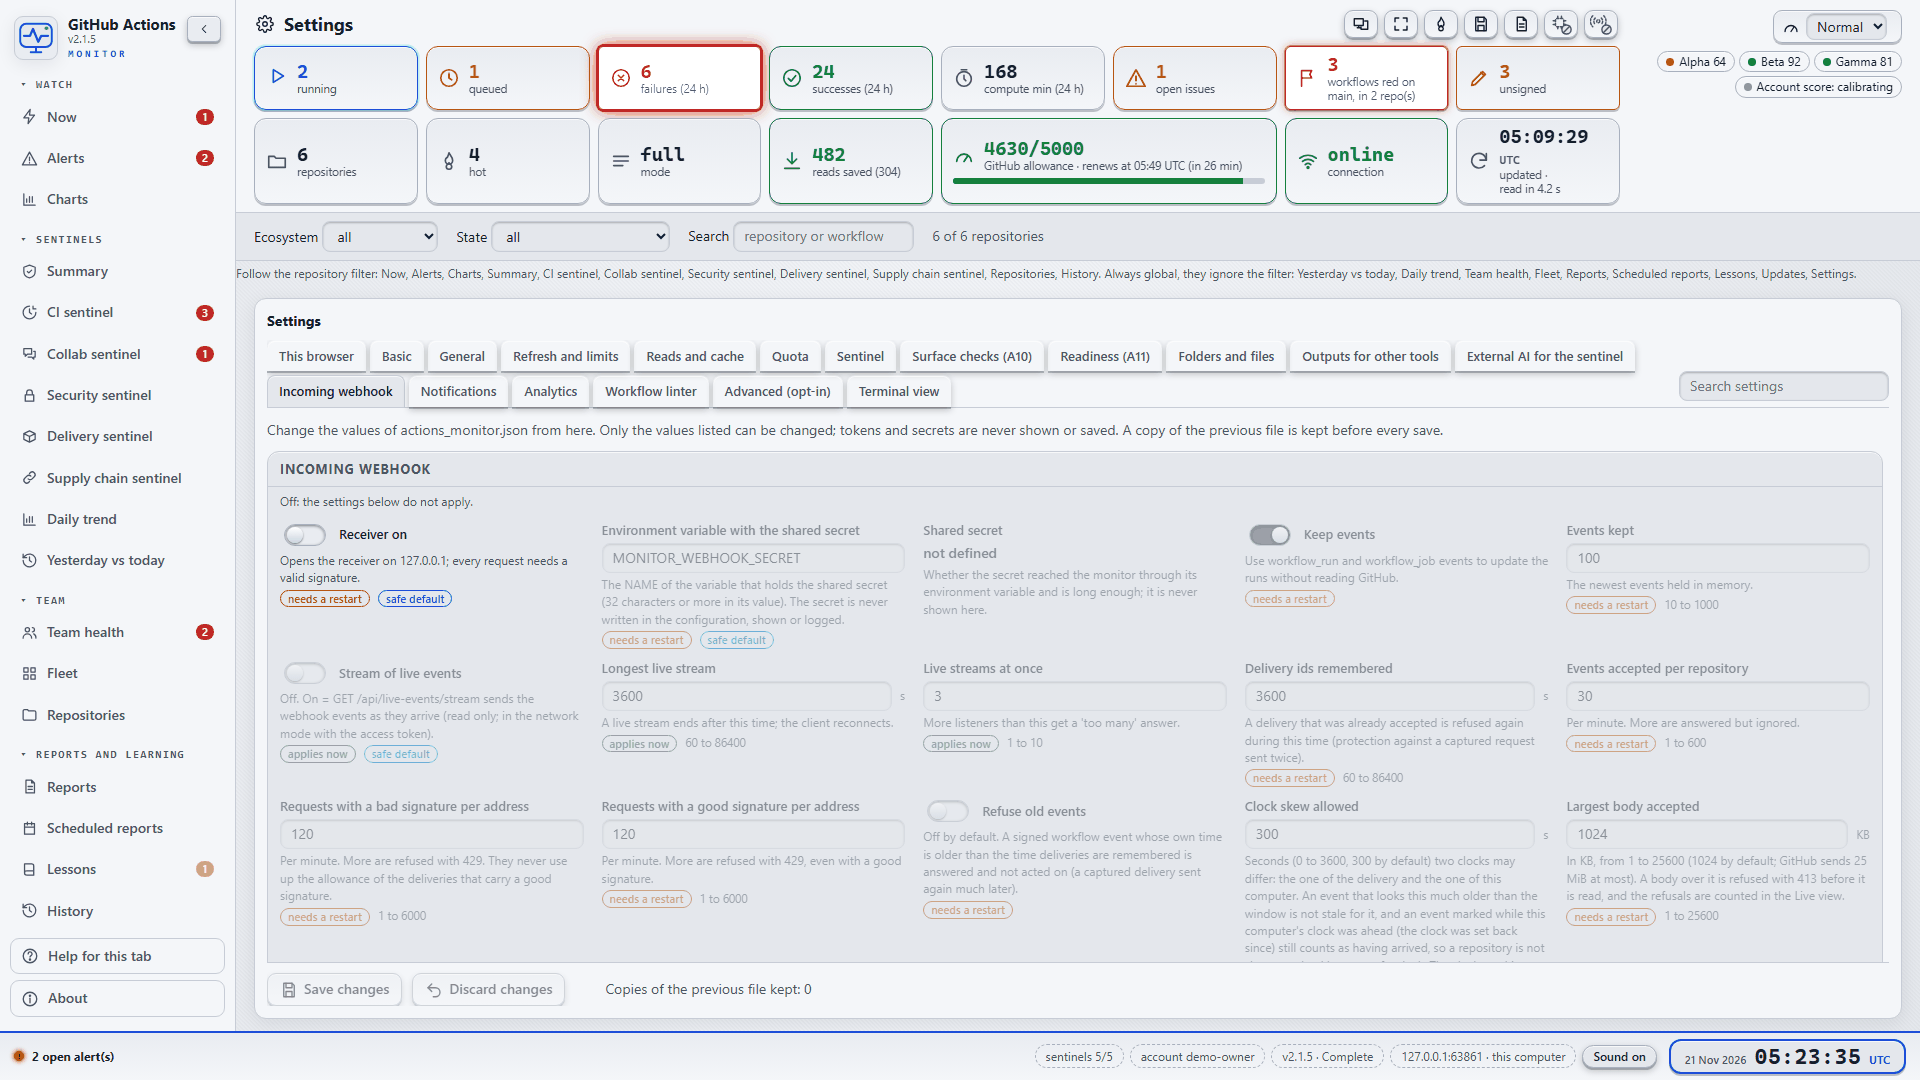 GitHub Actions
v2.1.5
MONITOR
WATCH
Now 1
Alerts 2
Charts
SENTINELS
Summary
CI sentinel 3
Collab sentinel 1
Security sentinel
Delivery sentinel
Supply chain sentinel
Daily trend
Yesterday vs today
TEAM
Team health 2
Fleet
Repositories
REPORTS AND LEARNING
Reports
Scheduled reports
Lessons 1
History
Help for this tab
About
Settings
Normal
Alpha 64
Beta 92
Gamma 81
Account score: calibrating
2
running
1
queued
6
failures (24 h)
24
successes (24 h)
168
compute min (24 h)
1
open issues
3
workflows red on
main, in 2 repo(s)
3
unsigned
6
repositories
4
hot
full
mode
482
reads saved (304)
4630/5000
GitHub allowance · renews at 05:49 UTC (in 26 min)
online
connection
05:09:29
UTC
updated ·
read in 4.2 s
Ecosystem all State all Search repository or workflow 6 of 6 repositories
Follow the repository filter: Now, Alerts, Charts, Summary, CI sentinel, Collab sentinel, Security sentinel, Delivery sentinel, Supply chain sentinel, Repositories, History. Always global, they ignore the filter: Yesterday vs today, Daily trend, Team health, Fleet, Reports, Scheduled reports, Lessons, Updates, Settings.
Settings
This browser Basic General Refresh and limits Reads and cache Quota Sentinel Surface checks (A10) Readiness (A11) Folders and files Outputs for other tools External AI for the sentinel
Incoming webhook Notifications Analytics Workflow linter Advanced (opt-in) Terminal view Search settings
Change the values of actions_monitor.json from here. Only the values listed can be changed; tokens and secrets are never shown or saved. A copy of the previous file is kept before every save.
INCOMING WEBHOOK
Off: the settings below do not apply.
Receiver on
Opens the receiver on 127.0.0.1; every request needs a
valid signature.
needs a restart safe default
Environment variable with the shared secret
MONITOR_WEBHOOK_SECRET
The NAME of the variable that holds the shared secret
(32 characters or more in its value). The secret is never
written in the configuration, shown or logged.
needs a restart safe default
Shared secret
not defined
Whether the secret reached the monitor through its
environment variable and is long enough; it is never
shown here.
Keep events
Use workflow_run and workflow_job events to update the
runs without reading GitHub.
needs a restart
Events kept
100
The newest events held in memory.
needs a restart 10 to 1000
Stream of live events
Off. On = GET /api/live-events/stream sends the
webhook events as they arrive (read only; in the network
mode with the access token).
applies now safe default
Longest live stream
3600 s
A live stream ends after this time; the client reconnects.
applies now 60 to 86400
Live streams at once
3
More listeners than this get a 'too many' answer.
applies now 1 to 10
Delivery ids remembered
3600 s
A delivery that was already accepted is refused again
during this time (protection against a captured request
sent twice).
needs a restart 60 to 86400
Events accepted per repository
30
Per minute. More are answered but ignored.
needs a restart 1 to 600
Requests with a bad signature per address
120
Per minute. More are refused with 429. They never use
up the allowance of the deliveries that carry a good
signature.
needs a restart 1 to 6000
Requests with a good signature per address
120
Per minute. More are refused with 429, even with a good
signature.
needs a restart 1 to 6000
Refuse old events
Off by default. A signed workflow event whose own time
is older than the time deliveries are remembered is
answered and not acted on (a captured delivery sent
again much later).
needs a restart
Clock skew allowed
300 s
Seconds (0 to 3600, 300 by default) two clocks may
differ: the one of the delivery and the one of this
computer. An event that looks this much older than the
window is not stale for it, and an event marked while this
computer's clock was ahead (the clock was set back
since) still counts as having arrived, so a repository is not
Largest body accepted
1024 KB
In KB, from 1 to 25600 (1024 by default; GitHub sends 25
MiB at most). A body over it is refused with 413 before it
is read, and the refusals are counted in the Live view.
needs a restart 1 to 25600
Save changes Discard changes Copies of the previous file kept: 0
2 open alert(s)
sentinels 5/5 account demo-owner v2.1.5 · Complete 127.0.0.1:63861 · this computer Sound on 21 Nov 2026 05:23:35 UTC